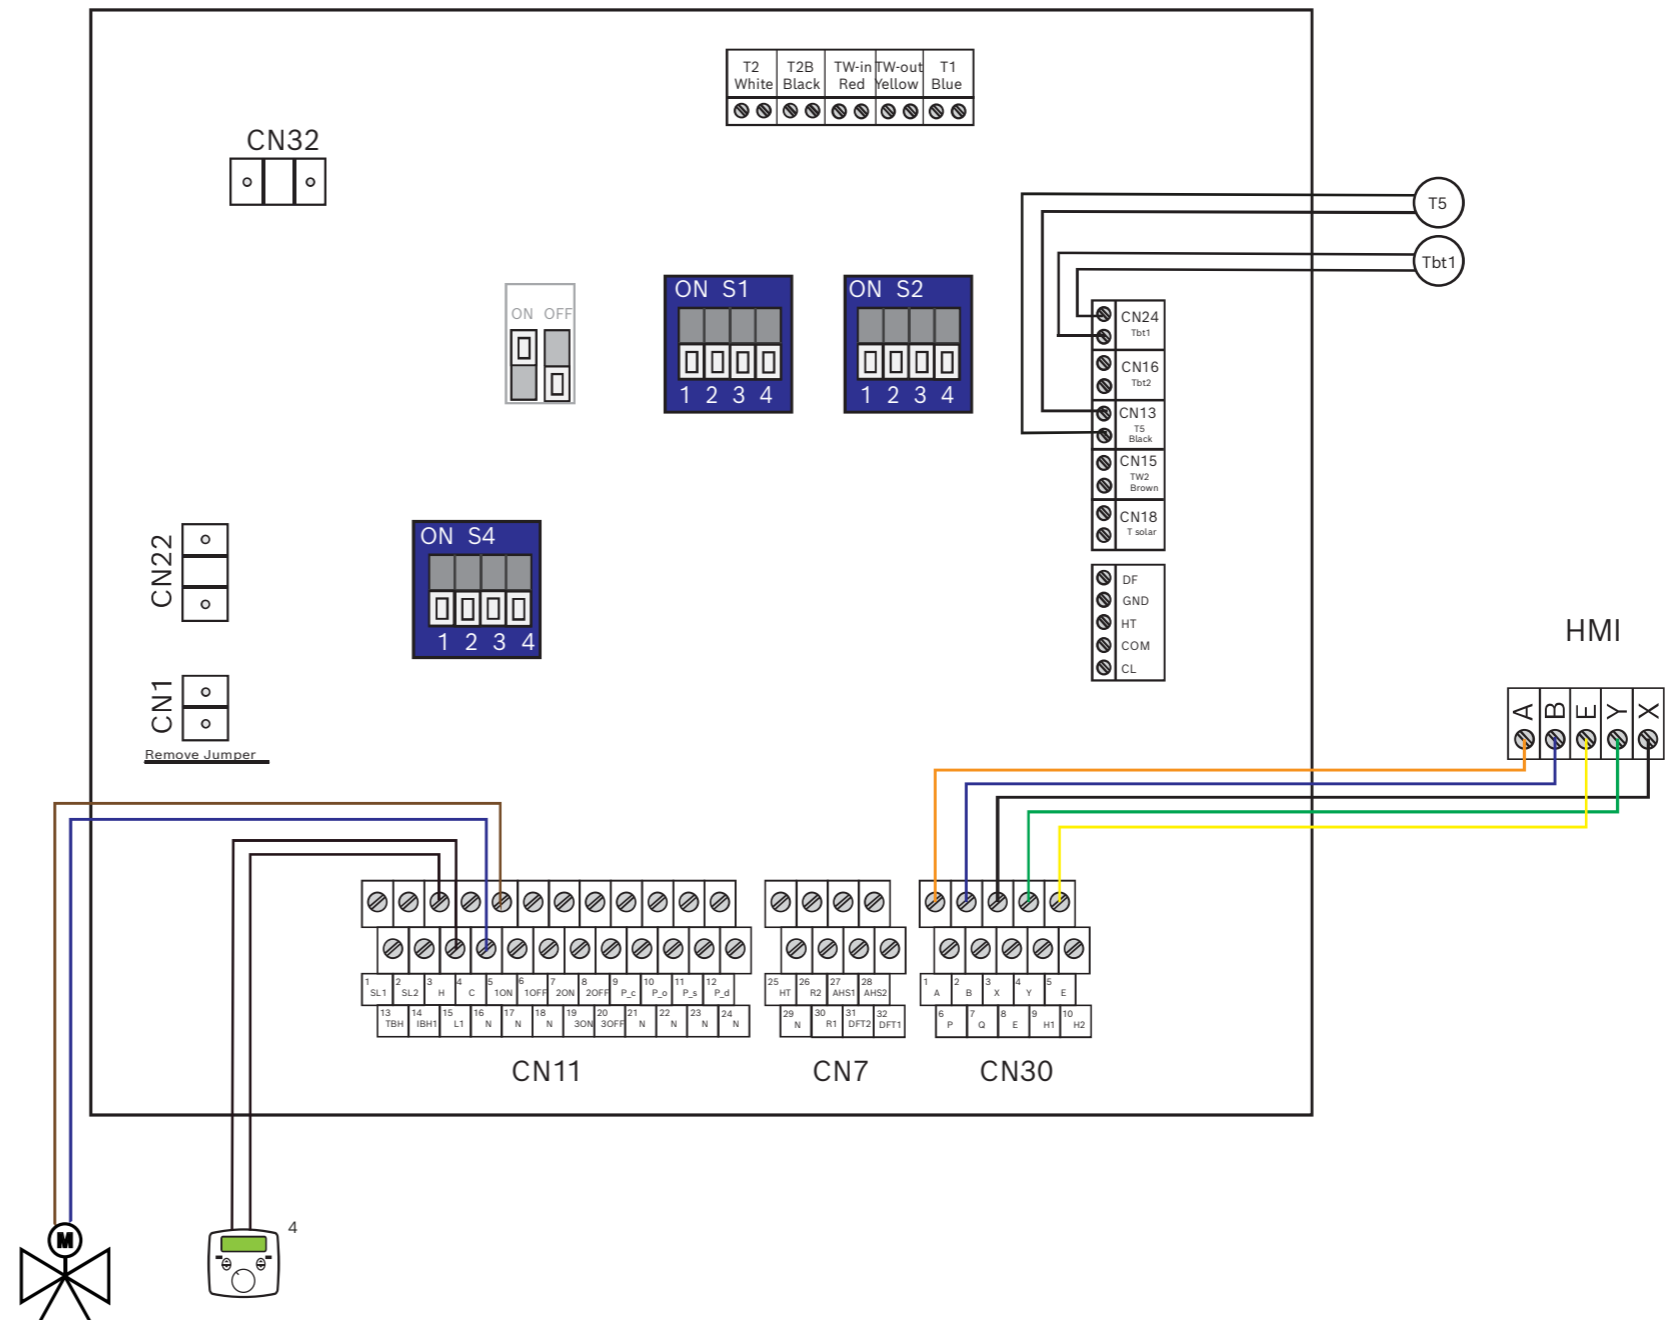 T2 T2B TW-in TW-out T1
White Black Red Yellow Blue
CN32
T5
Tbt1
ON OFF
ON S1
1 2 3 4
ON S2
1 2 3 4
CN24
Tbt1
CN16
Tbt2
CN13
T5
Black
CN15
TW2
Brown
CN18
T solar
CN22
ON S4
1 2 3 4
DF
GND
HT
COM
CL
HMI
A B E Y X
CN1
Remove Jumper
1 2 3 4 5 6 7 8 9 10 11 12
SL1 SL2 H C 1ON 1OFF 2ON 2OFF P_c P_o P_s P_d
13 14 15 16 17 18 19 20 21 22 23 24
TBH IBH1 L1 N N N 3ON 3OFF N N N N
CN11
25 26 27 28
HT R2 AHS1 AHS2
29 30 31 32
N R1 DFT2 DFT1
CN7
1 2 3 4 5
A B X Y E
6 7 8 9 10
P Q E H1 H2
CN30
M
4